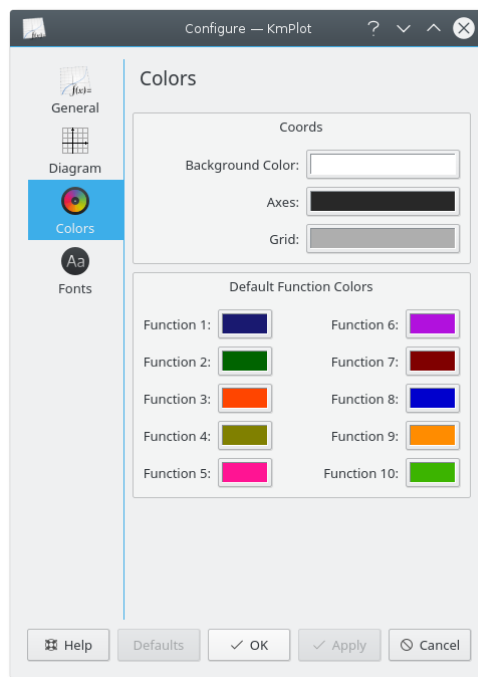 Configure — KmPlot
f(x)=
General
Diagram
Colors
Aa
Fonts
Colors
Coords
Background Color:
Axes:
Grid:
Default Function Colors
Function 1:
Function 6:
Function 2:
Function 7:
Function 3:
Function 8:
Function 4:
Function 9:
Function 5:
Function 10:
Help
Defaults
OK
Apply
Cancel